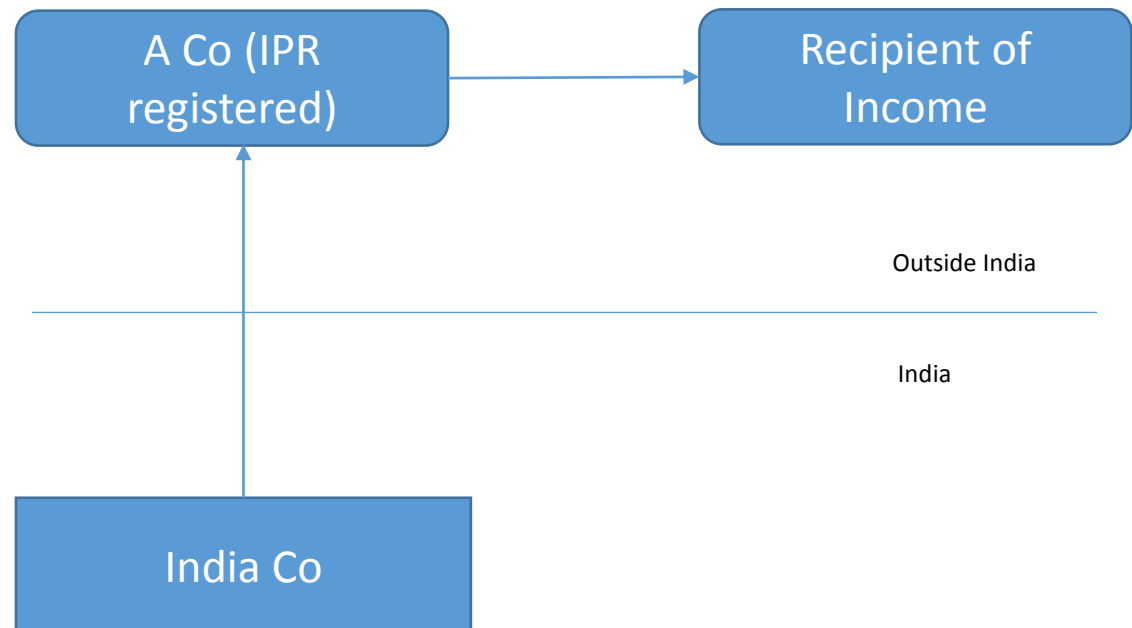 A Co (IPR
registered)
Recipient of
Income
Outside India
India
India Co